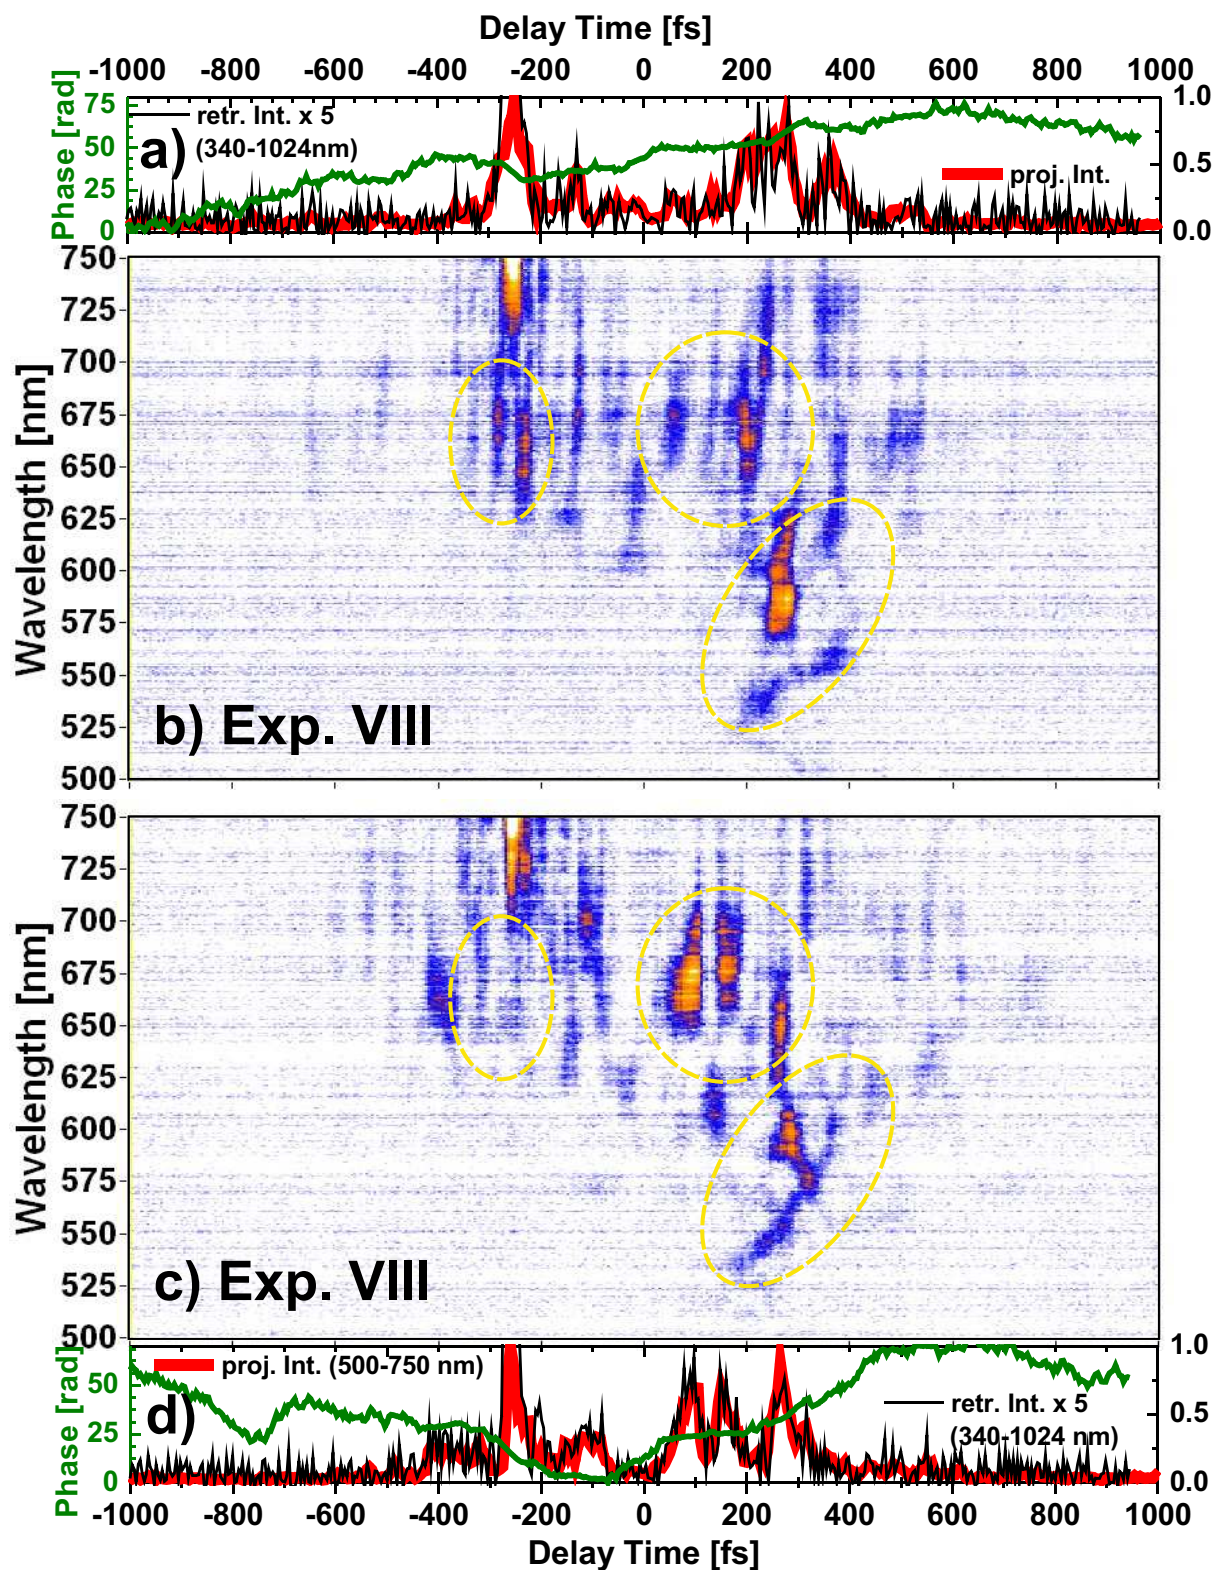 Delay Time [fs]
-1000 -800 -600 -400 -200 0 200 400 600 800 1000
Phase [rad]
75
50
25
0
a)
retr. Int. x 5
(340-1024nm)
proj. Int.
1.0
0.5
0.0
Wavelength [nm]
750
725
700
675
650
625
600
575
550
525
500
b) Exp. VIII
Wavelength [nm]
750
725
700
675
650
625
600
575
550
525
500
c) Exp. VIII
Phase [rad]
50
25
0
d)
proj. Int. (500-750 nm)
retr. Int. x 5
(340-1024 nm)
1.0
0.5
0.0
-1000 -800 -600 -400 -200 0 200 400 600 800 1000
Delay Time [fs]